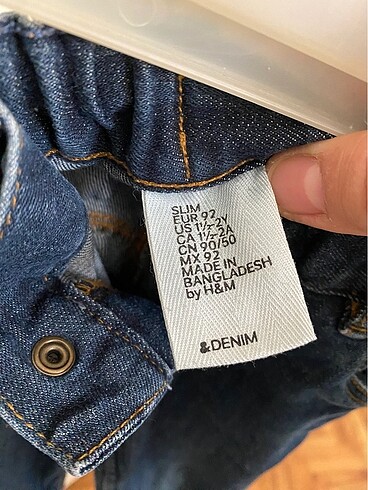 SLIM
EUR 92
US 1½-2Y
CA 1½-2A
CN 90/50
MX 92
MADE IN
BANGLADESH
by H&M
&DENIM